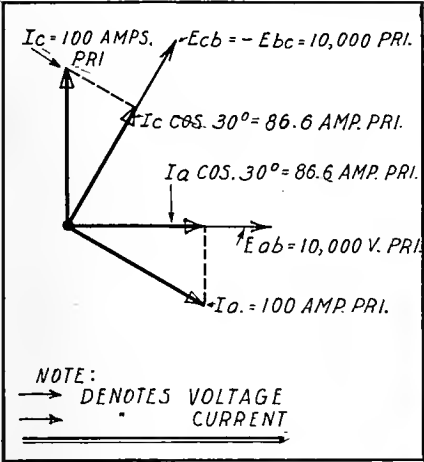 Ic = 100 AMPS.
PRI
Ecb = - Ebc = 10,000 PRI.
Ic COS. 30° = 86.6 AMP. PRI.
Ia COS. 30° = 86.6 AMP. PRI.
Eab = 10,000 V. PRI.
Ia. = 100 AMP. PRI.
NOTE:
DENOTES VOLTAGE
" CURRENT